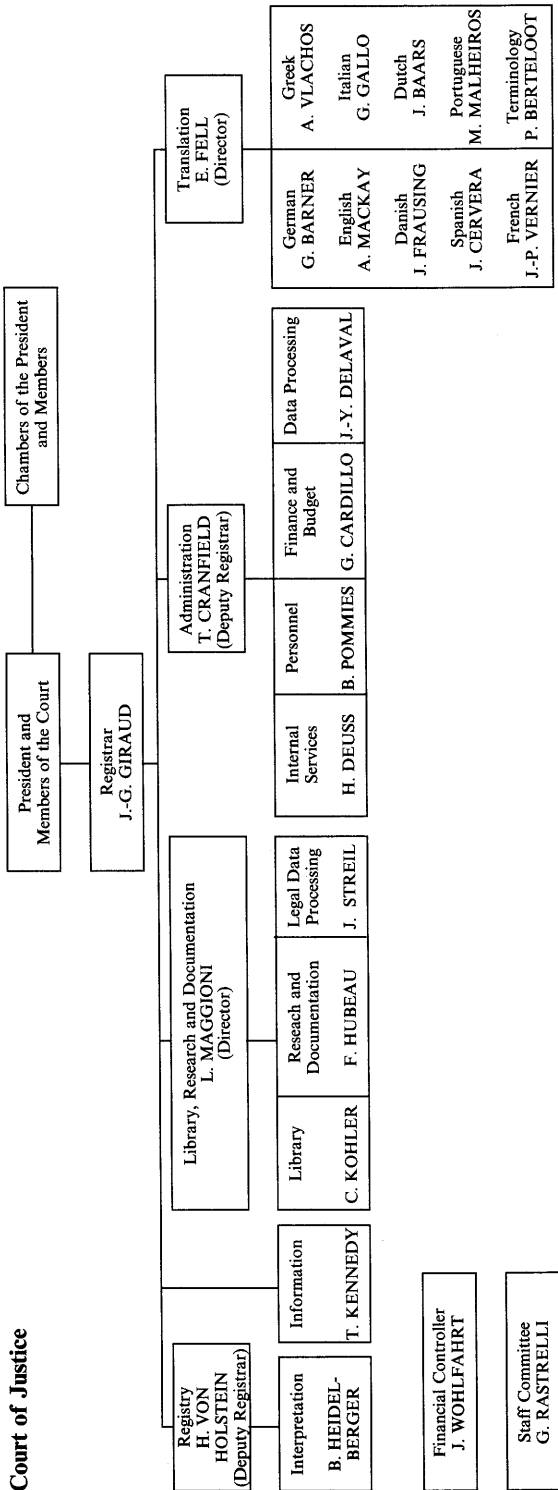 Court of Justice
President and
Members of the Court
Chambers of the President
and Members
Registrar
J.-G. GIRAUD
Registry
H. VON
HOLSTEIN
(Deputy Registrar)
Library, Research and Documentation
L. MAGGIONI
(Director)
Administration
T. CRANFIELD
(Deputy Registrar)
Translation
E. FELL
(Director)
Interpretation
B. HEIDEL-
BERGER
Information
T. KENNEDY
Library
C. KOHLER
Reseach and
Documentation
F. HUBEAU
Legal Data
Processing
J. STREIL
Internal
Services
H. DEUSS
Personnel
B. POMMIES
Finance and
Budget
G. CARDILLO
Data Processing
J.-Y. DELAVAL
German
G. BARNER
English
A. MACKAY
Danish
J. FRAUSING
Spanish
J. CERVERA
French
J.-P. VERNIER
Greek
A. VLACHOS
Italian
G. GALLO
Dutch
J. BAARS
Portuguese
M. MALHEIROS
Terminology
P. BERTELOOT
Financial Controller
J. WOHLFAHRT
Staff Committee
G. RASTRELLI